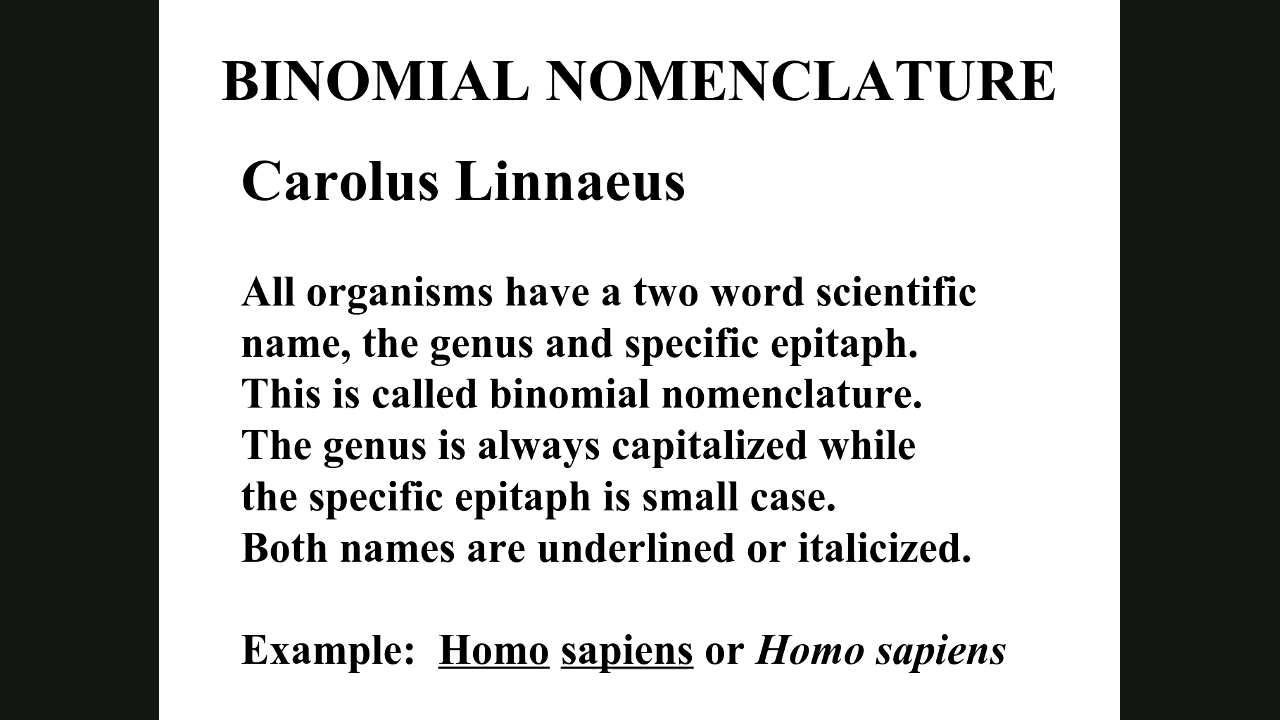 BINOMIAL NOMENCLATURE
Carolus Linnaeus
All organisms have a two word scientific
name, the genus and specific epitaph.
This is called binomial nomenclature.
The genus is always capitalized while
the specific epitaph is small case.
Both names are underlined or italicized.
Example: Homo sapiens or Homo sapiens